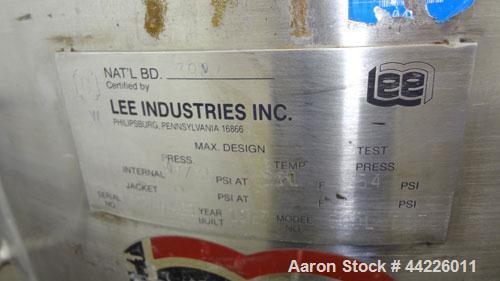 NAT'L BD.
Certified by
LEE
LEE INDUSTRIES INC.
PHILIPSBURG, PENNSYLVANIA 16866
W
MAX. DESIGN
PRESS. TEMP TEST PRESS
INTERNAL PSI AT F PSI
JACKET PSI AT F PSI
SERIAL NO. YEAR BUILT MODEL NO.
Aaron Stock # 44226011